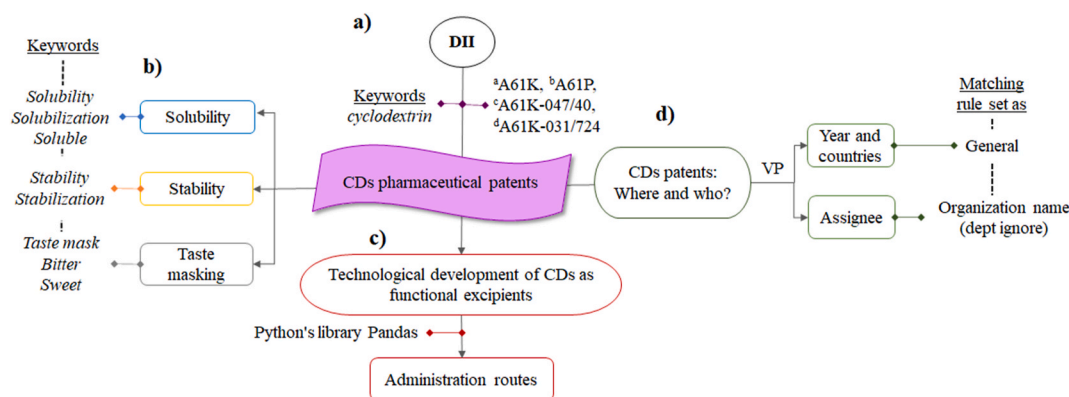 a)
DII
Keywords
cyclodextrin
ᵃA61K, ᵇA61P,
ᶜA61K-047/40,
ᵈA61K-031/724
CDs pharmaceutical patents
b)
Keywords
Solubility
Solubilization
Soluble
Stability
Stabilization
Taste mask
Bitter
Sweet
Solubility
Stability
Taste
masking
c)
Technological development of CDs as
functional excipients
Python's library Pandas
Administration routes
d)
CDs patents:
Where and who?
VP
Year and
countries
Assignee
Matching
rule set as
General
Organization name
(dept ignore)